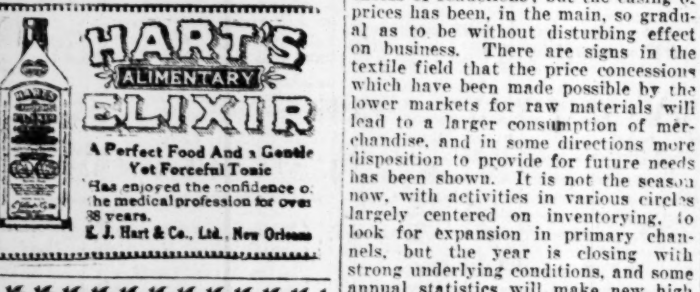 HART'S
ALIMENTARY
ELIXIR
A Perfect Food And a Gentle
Yet Forceful Tonic
Has enjoyed the confidence o
he medical profession for over
38 years.
E. J. Hart & Co., Ltd., New Orleans
HART'S
ELIXIR
prices has been, in the main, so gradu-
al as to be without disturbing effect
on business. There are signs in the
textile field that the price concessions
which have been made possible by the
lower markets for raw materials will
lead to a larger consumption of mer-
chandise, and in some directions more
disposition to provide for future needs
has been shown. It is not the season
now, with activities in various circles
largely centered on inventorying, to
look for expansion in primary chan-
nels, but the year is closing with
strong underlying conditions, and some
annual statistics will make new high